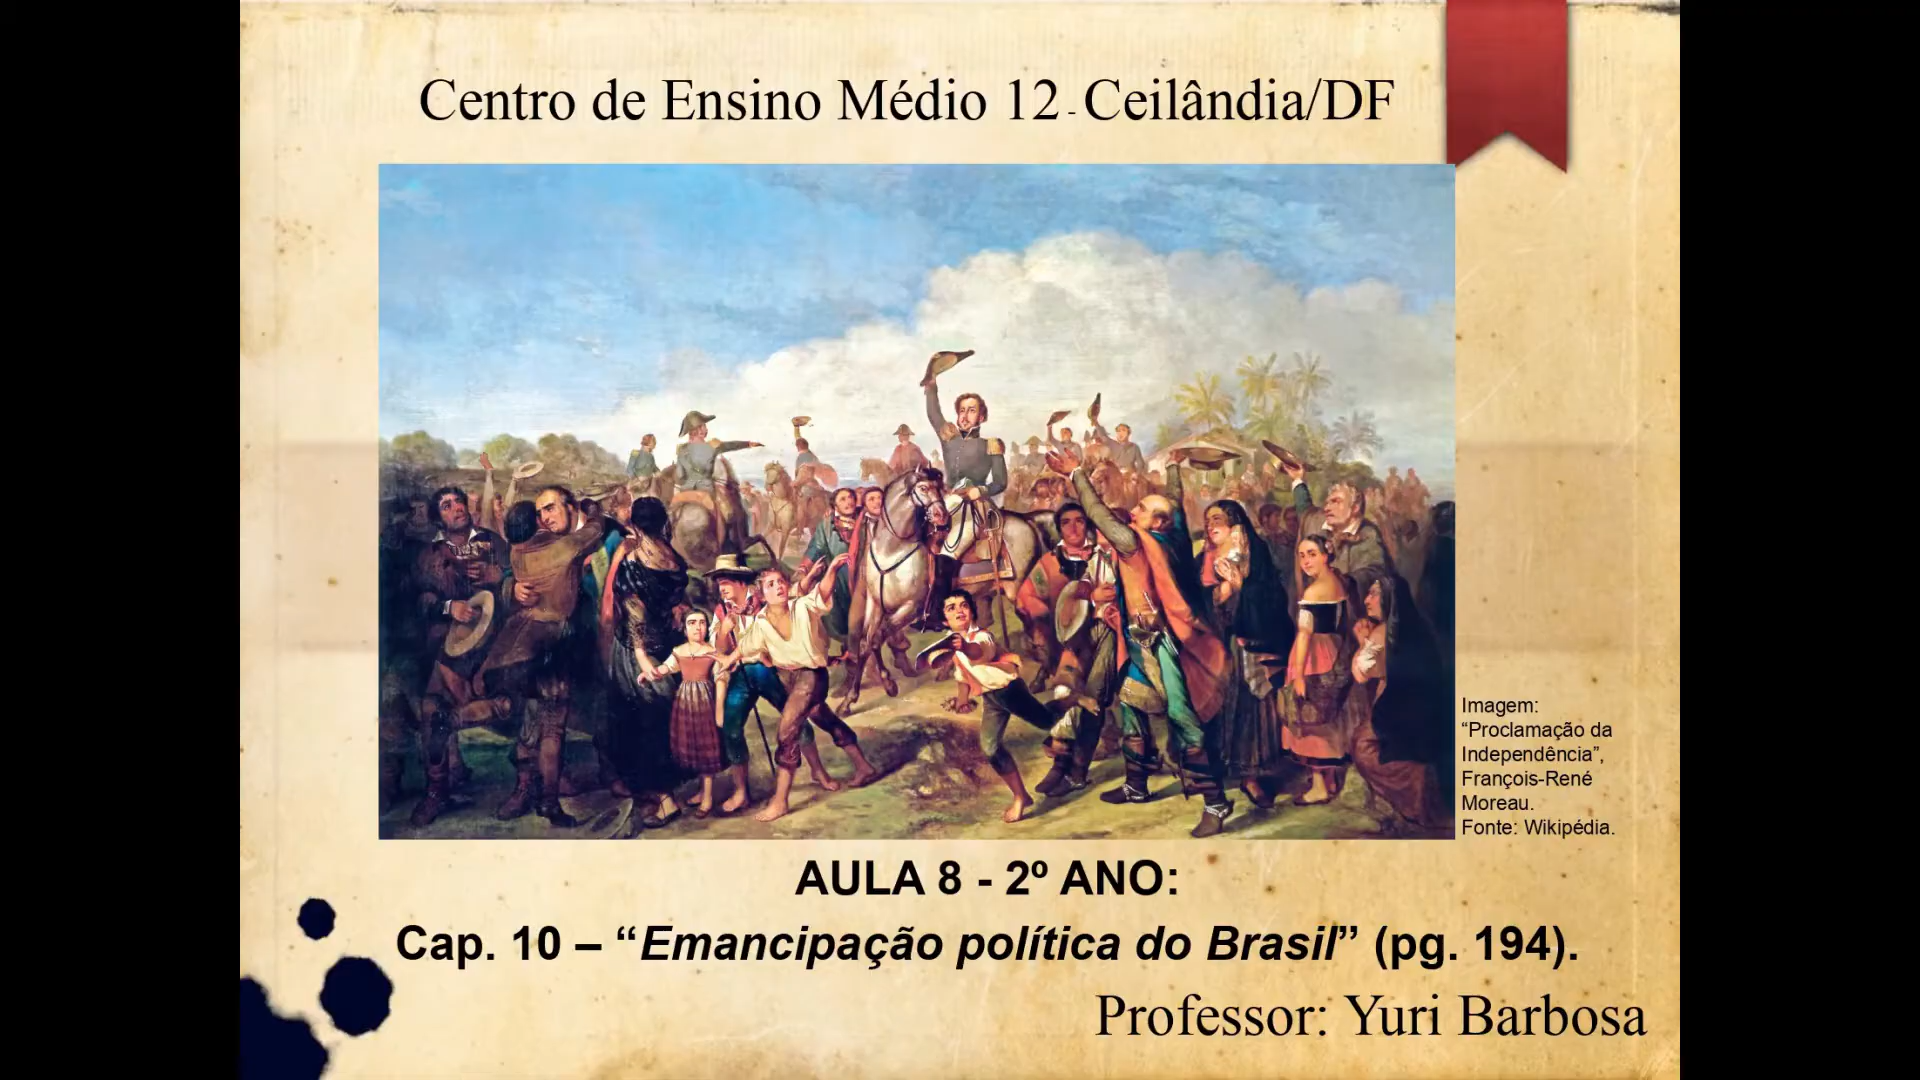 Centro de Ensino Médio 12 - Ceilândia/DF
Imagem:
“Proclamação da
Independência”,
François-René
Moreau.
Fonte: Wikipédia.
AULA 8 - 2º ANO:
Cap. 10 – “Emancipação política do Brasil” (pg. 194).
Professor: Yuri Barbosa